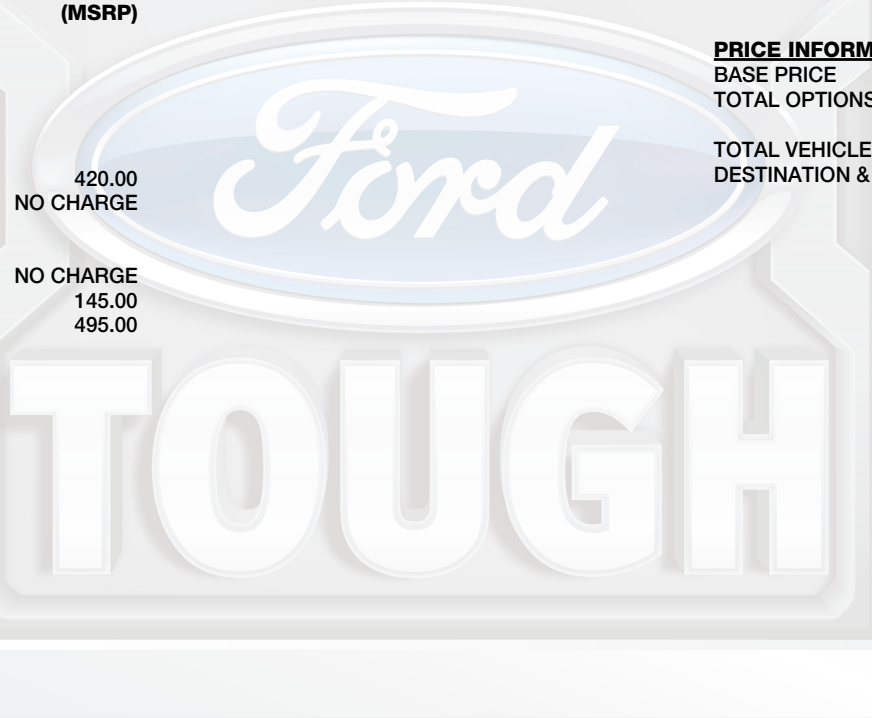 (MSRP)
420.00
NO CHARGE
NO CHARGE
145.00
495.00
PRICE INFORM
BASE PRICE
TOTAL OPTIONS
TOTAL VEHICLE
DESTINATION &
Ford
TOUGH